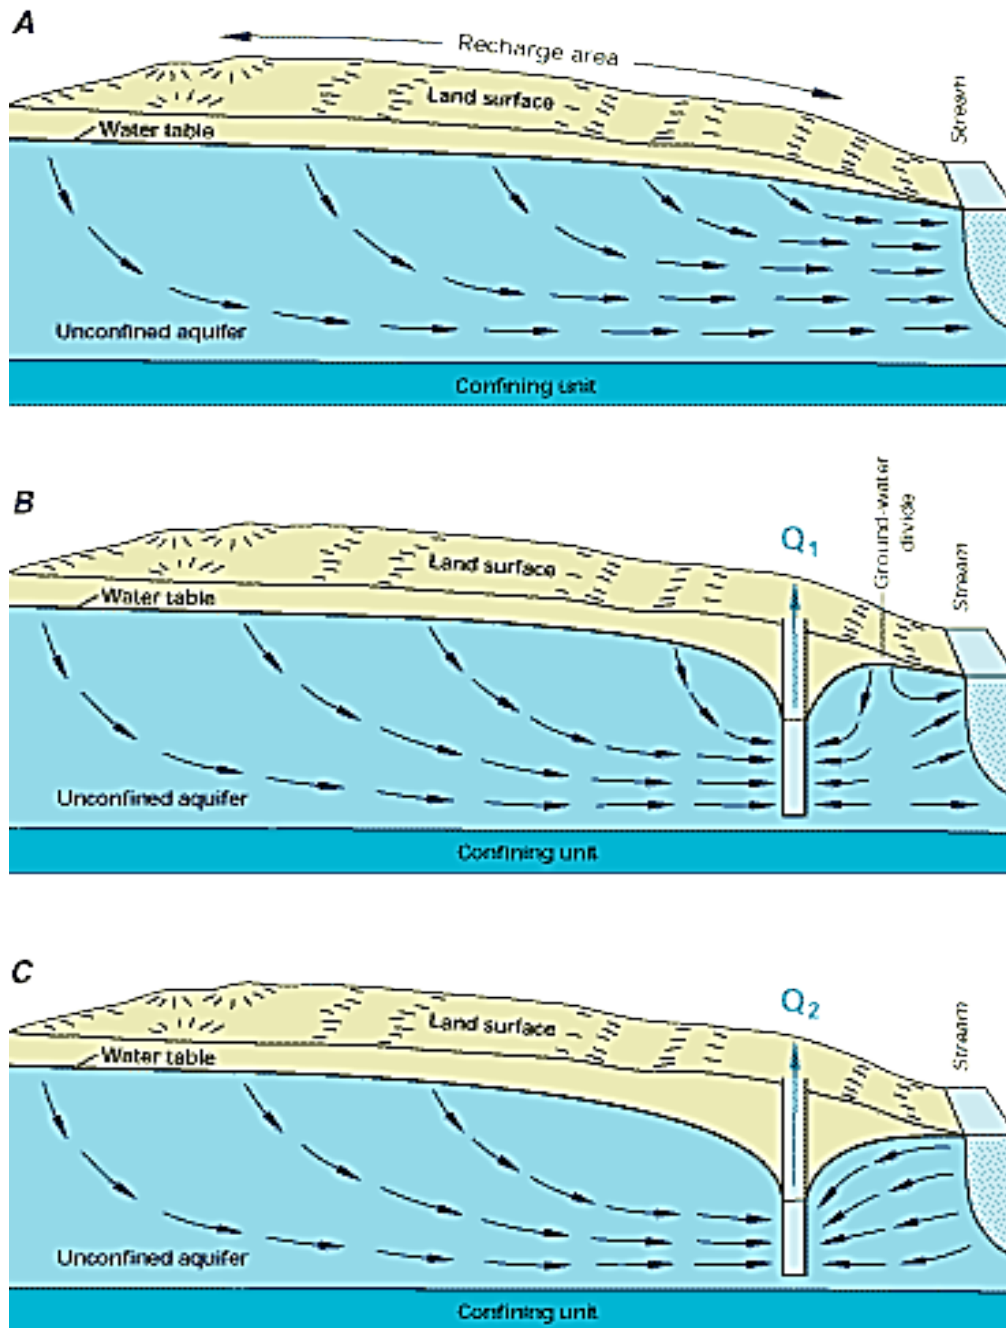 A
Recharge area
Land surface
Stream
Water table
Unconfined aquifer
Confining unit
B
Q1
Ground-water
divide
Stream
Land surface
Water table
Unconfined aquifer
Confining unit
C
Q2
Stream
Land surface
Water table
Unconfined aquifer
Confining unit